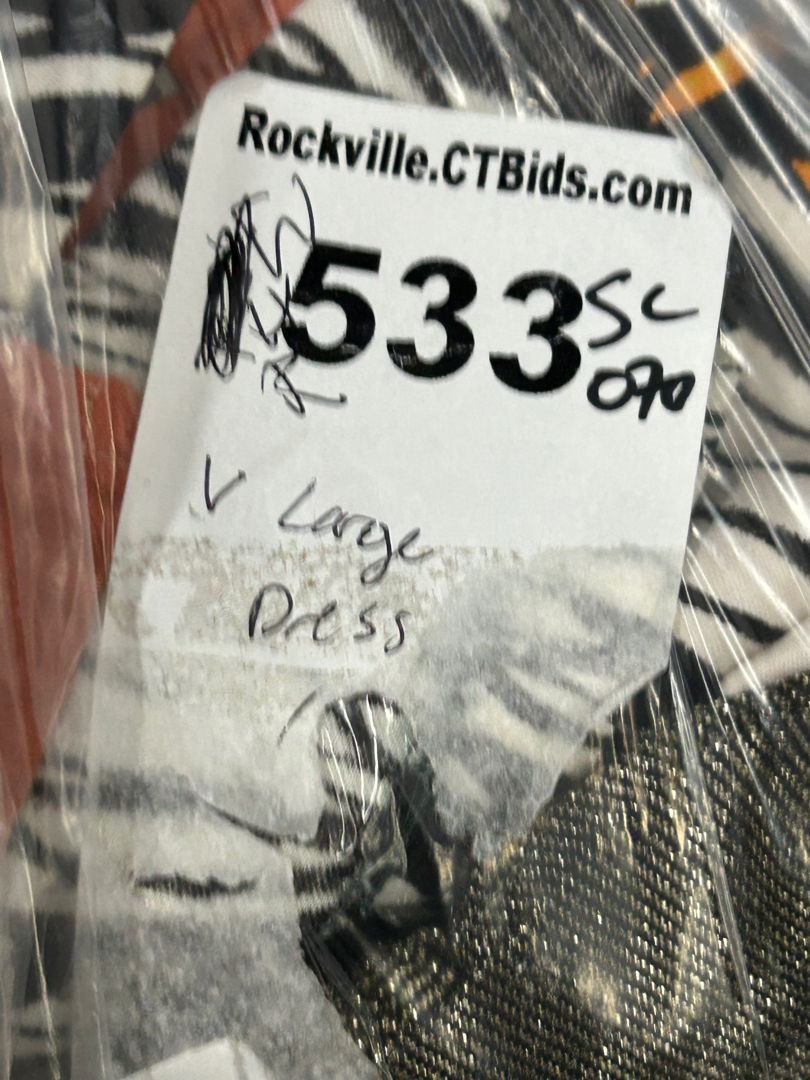 Rockville.CTBids.com
533 SC
070
V Large
Dress